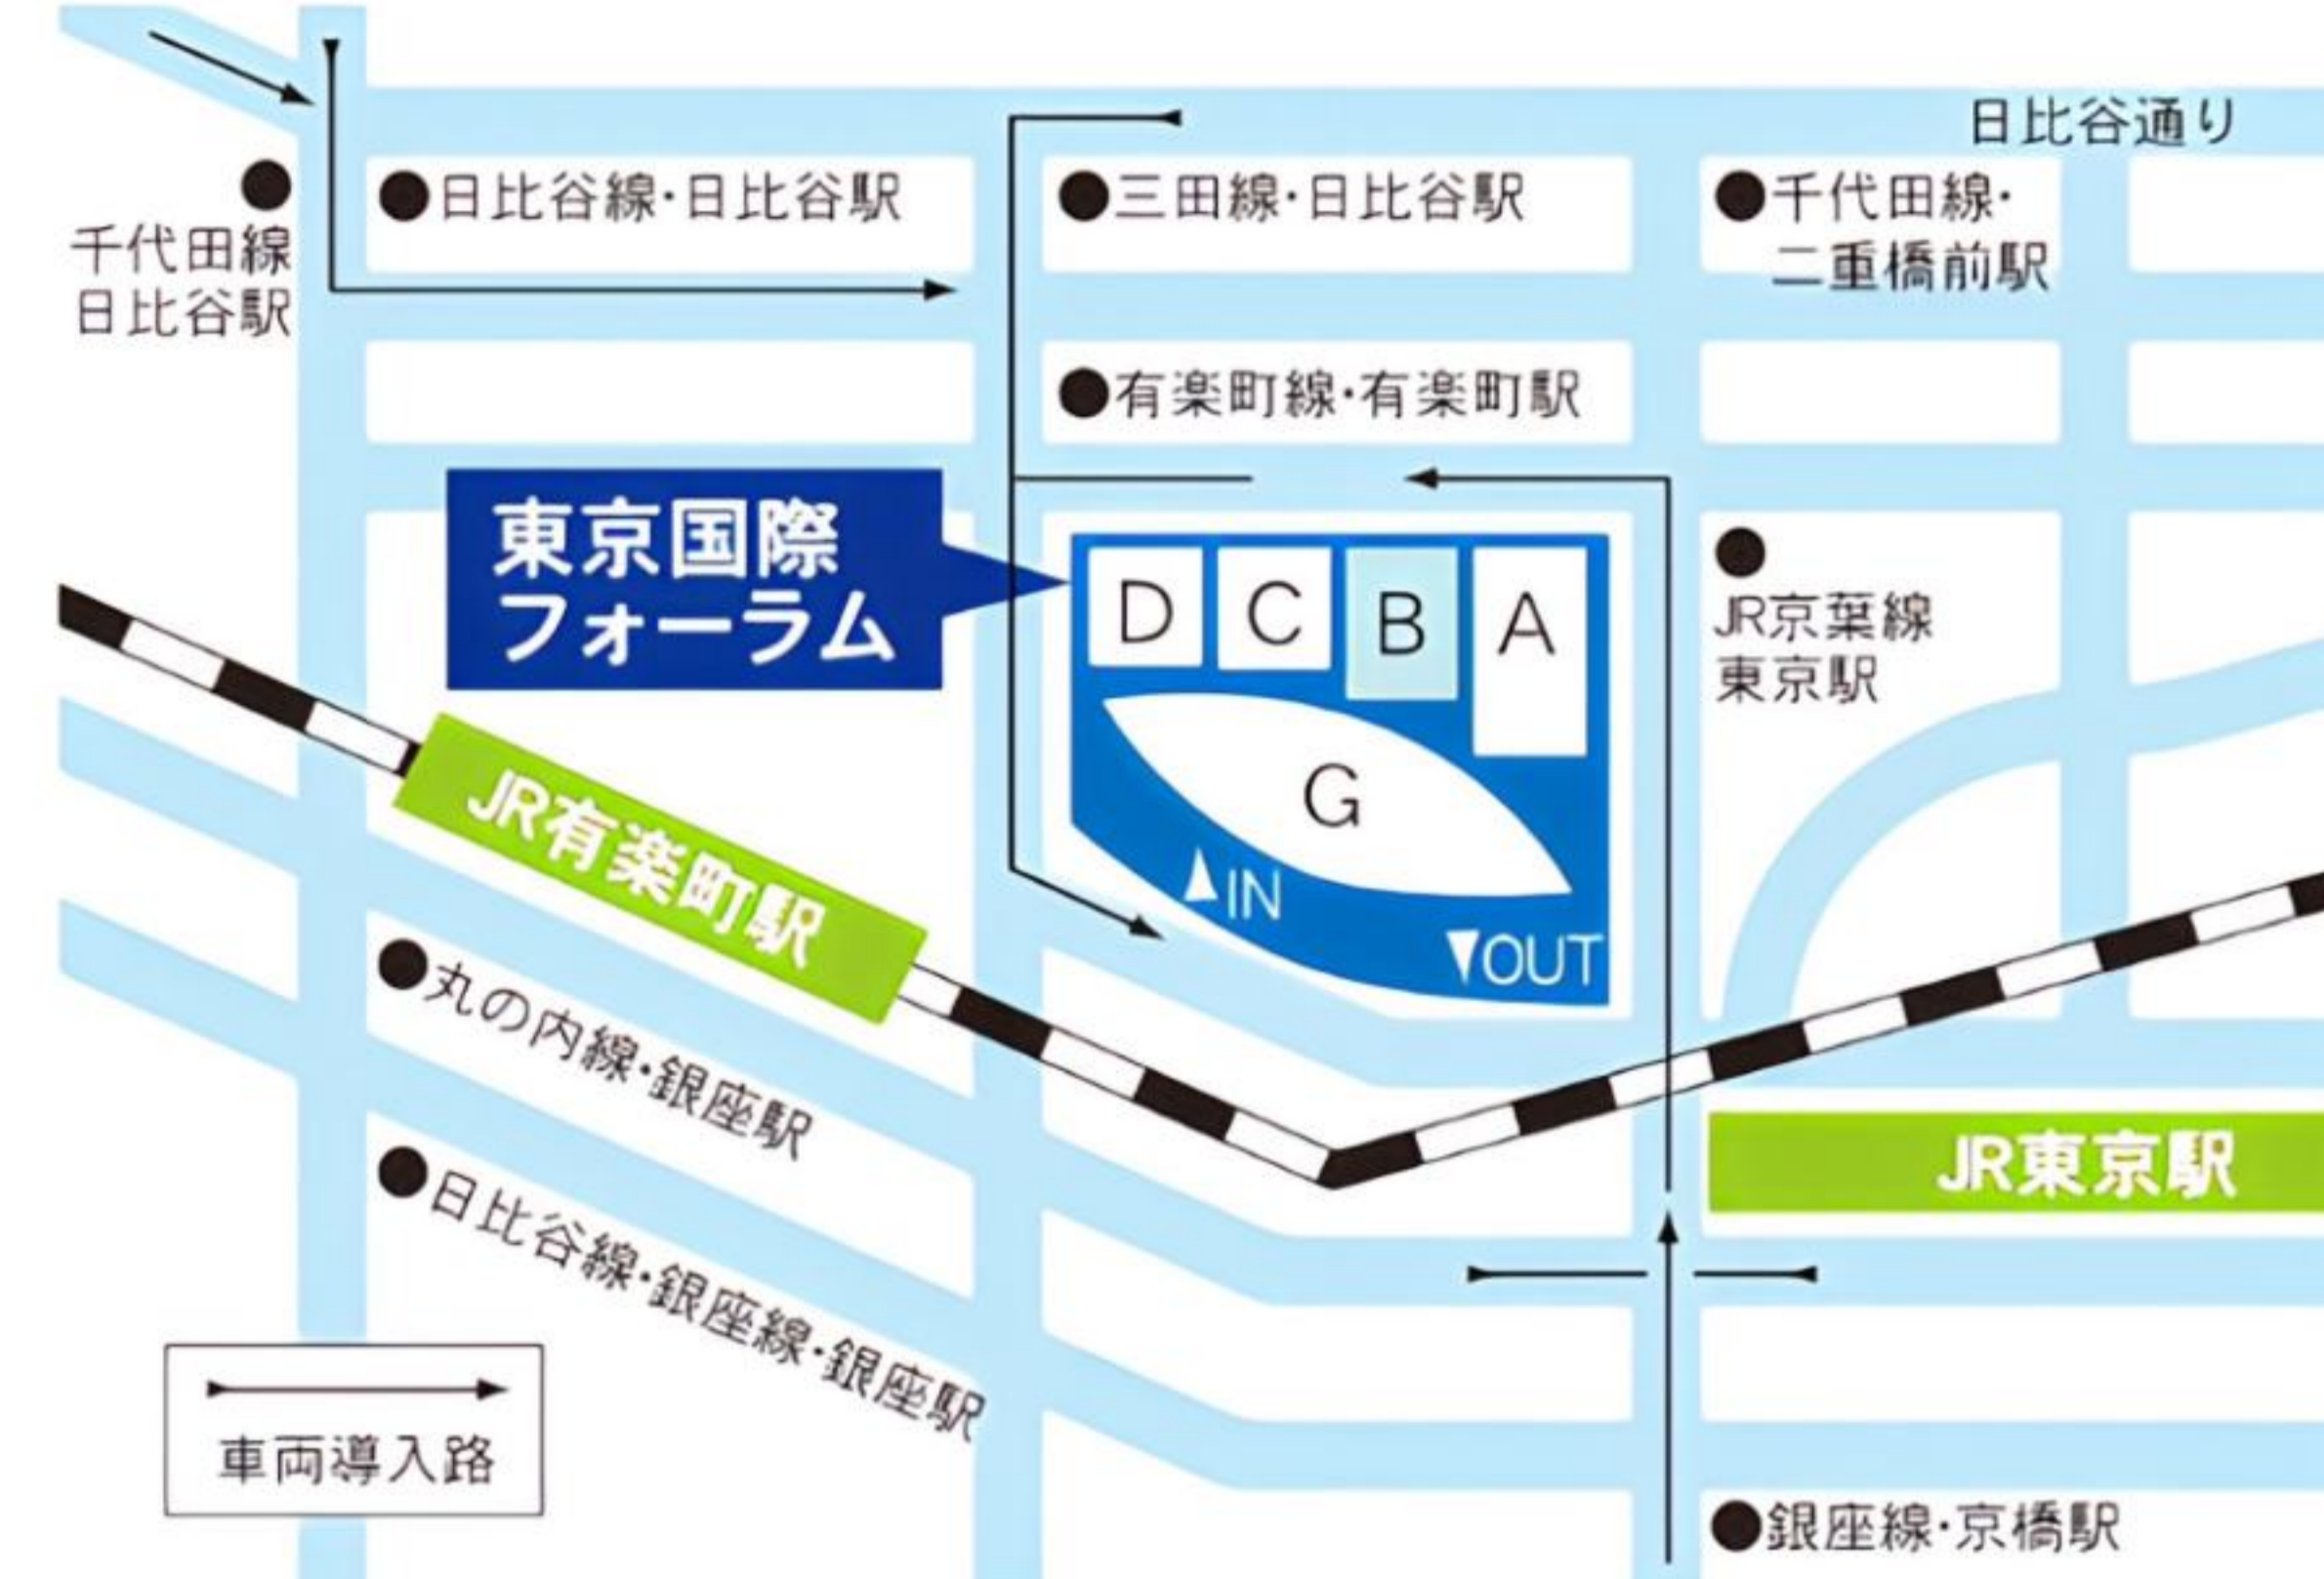 日比谷通り
●日比谷線・日比谷駅
●三田線・日比谷駅
●千代田線・
二重橋前駅
●
千代田線
日比谷駅
●有楽町線・有楽町駅
東京国際
フォーラム
D
C
B
A
G
▲IN
▼OUT
●
JR京葉線
東京駅
JR有楽町駅
●丸の内線・銀座駅
●日比谷線・銀座線・銀座駅
JR東京駅
車両導入路
●銀座線・京橋駅